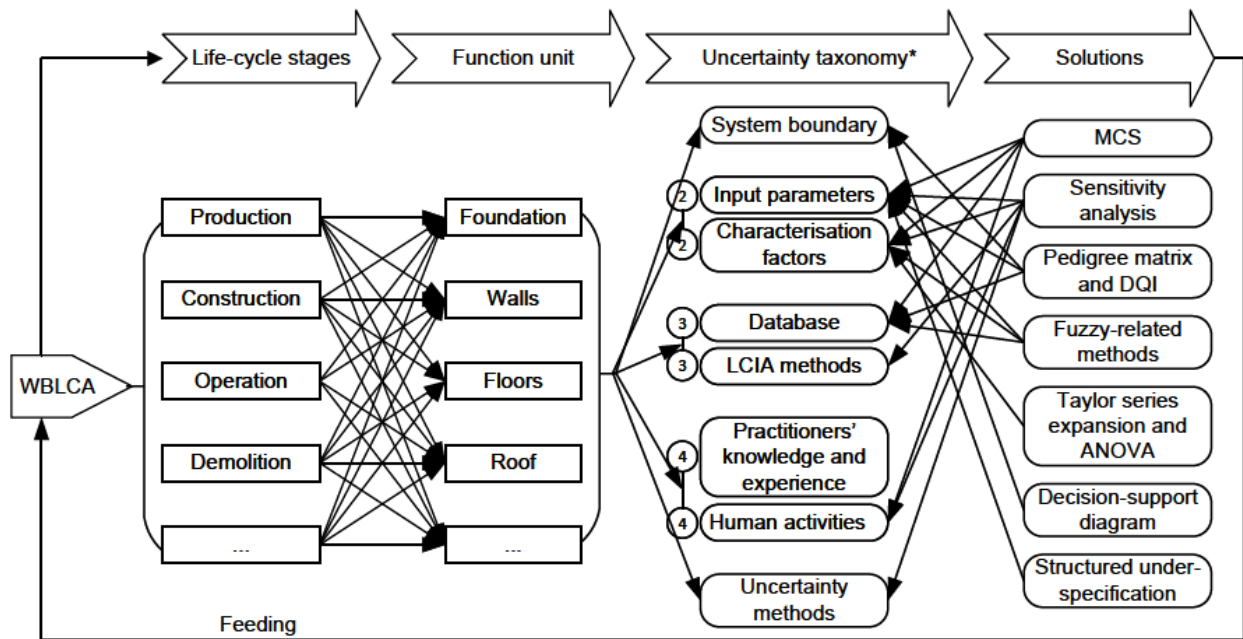 Life-cycle stages
Function unit
Uncertainty taxonomy*
Solutions
WBLCA
Production
Construction
Operation
Demolition
...
Foundation
Walls
Floors
Roof
...
System boundary
2
Input parameters
2
Characterisation
factors
3
Database
3
LCIA methods
4
Practitioners'
knowledge and
experience
4
Human activities
Uncertainty
methods
MCS
Sensitivity
analysis
Pedigree matrix
and DQI
Fuzzy-related
methods
Taylor series
expansion and
ANOVA
Decision-support
diagram
Structured under-
specification
Feeding